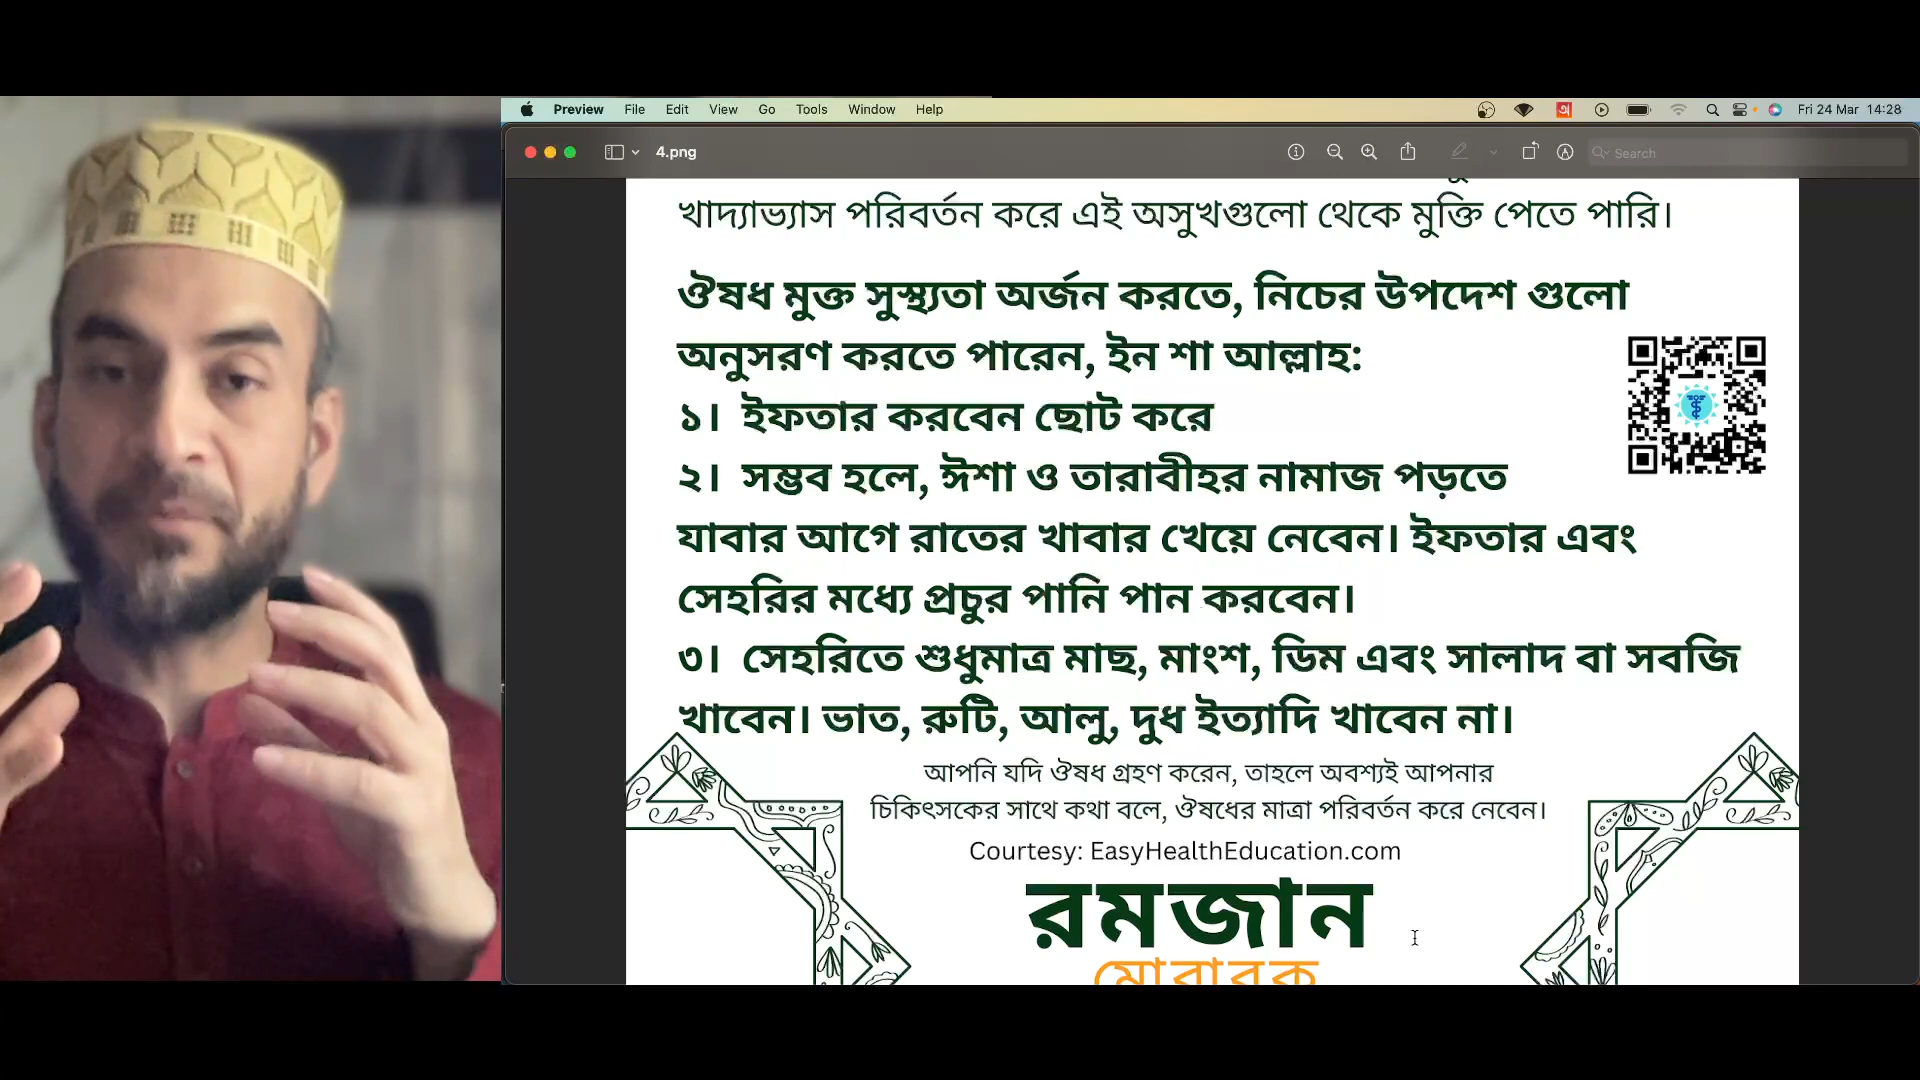 Preview File Edit View Go Tools Window Help Fri 24 Mar 14:28
4.png Search
খাদ্যাভ্যাস পরিবর্তন করে এই অসুখগুলো থেকে মুক্তি পেতে পারি।
ঔষধ মুক্ত সুস্থ্যতা অর্জন করতে, নিচের উপদেশ গুলো
অনুসরণ করতে পারেন, ইন শা আল্লাহ:
১। ইফতার করবেন ছোট করে
২। সম্ভব হলে, ঈশা ও তারাবীহর নামাজ পড়তে
যাবার আগে রাতের খাবার খেয়ে নেবেন। ইফতার এবং
সেহরির মধ্যে প্রচুর পানি পান করবেন।
৩। সেহরিতে শুধুমাত্র মাছ, মাংশ, ডিম এবং সালাদ বা সবজি
খাবেন। ভাত, রুটি, আলু, দুধ ইত্যাদি খাবেন না।
আপনি যদি ঔষধ গ্রহণ করেন, তাহলে অবশ্যই আপনার
চিকিৎসকের সাথে কথা বলে, ঔষধের মাত্রা পরিবর্তন করে নেবেন।
Courtesy: EasyHealthEducation.com
রমজান
মোবারক